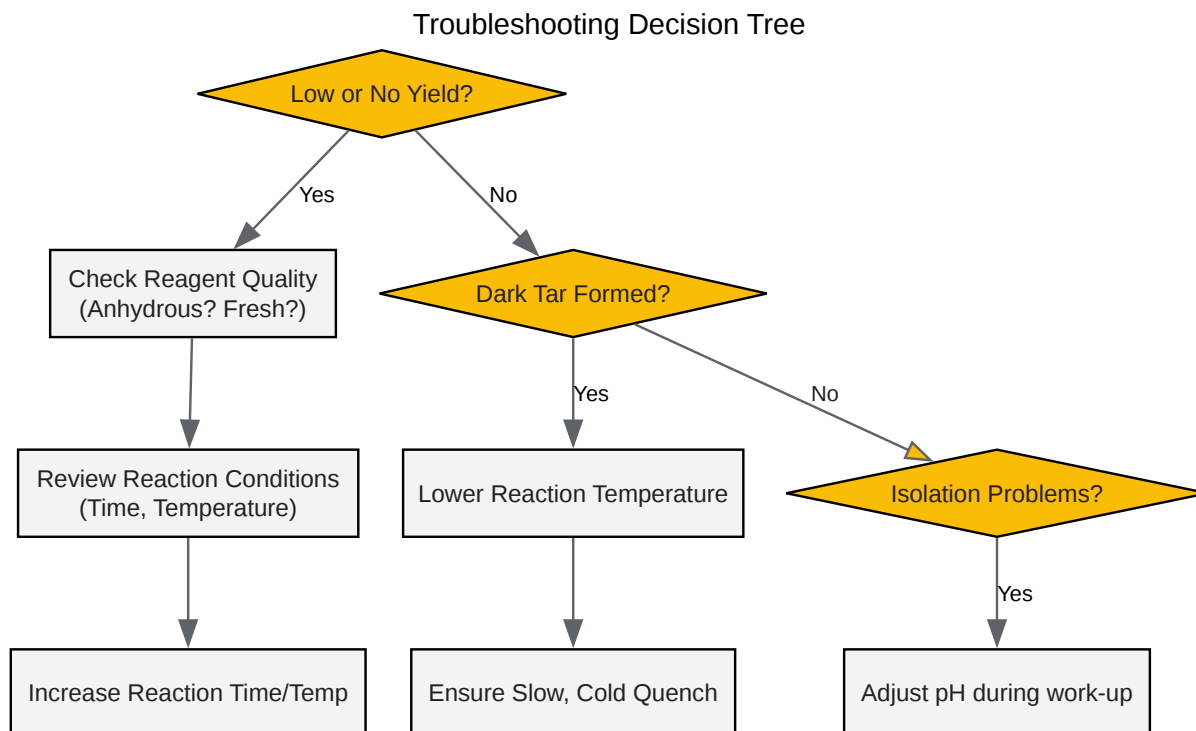 Troubleshooting Decision Tree
Low or No Yield?
Yes
No
Check Reagent Quality
(Anhydrous? Fresh?)
Dark Tar Formed?
Yes
No
Review Reaction Conditions
(Time, Temperature)
Lower Reaction Temperature
Isolation Problems?
Yes
Increase Reaction Time/Temp
Ensure Slow, Cold Quench
Adjust pH during work-up